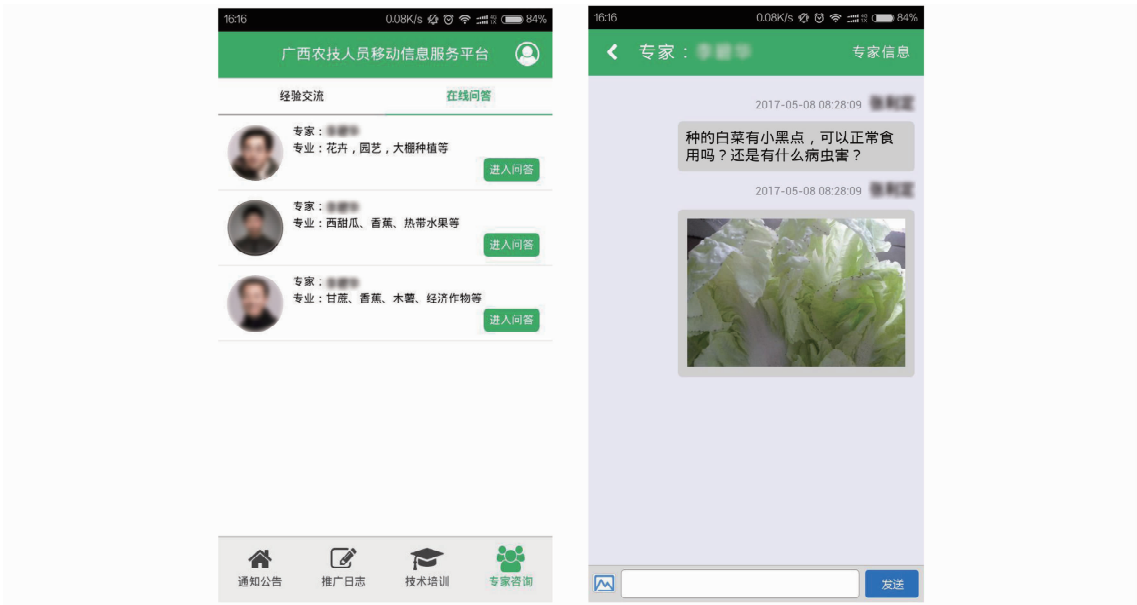 16:16
0.08K/s 84%
广西农技人员移动信息服务平台
经验交流
在线问答
专家：
专业：花卉，园艺，大棚种植等
进入问答
专家：
专业：西甜瓜、香蕉、热带水果等
进入问答
专家：
专业：甘蔗、香蕉、木薯、经济作物等
进入问答
通知公告
推广日志
技术培训
专家咨询
16:16
0.08K/s 84%
专家：
专家信息
2017-05-08 08:28:09
种的白菜有小黑点，可以正常食
用吗？还是有什么病虫害？
2017-05-08 08:28:09
发送